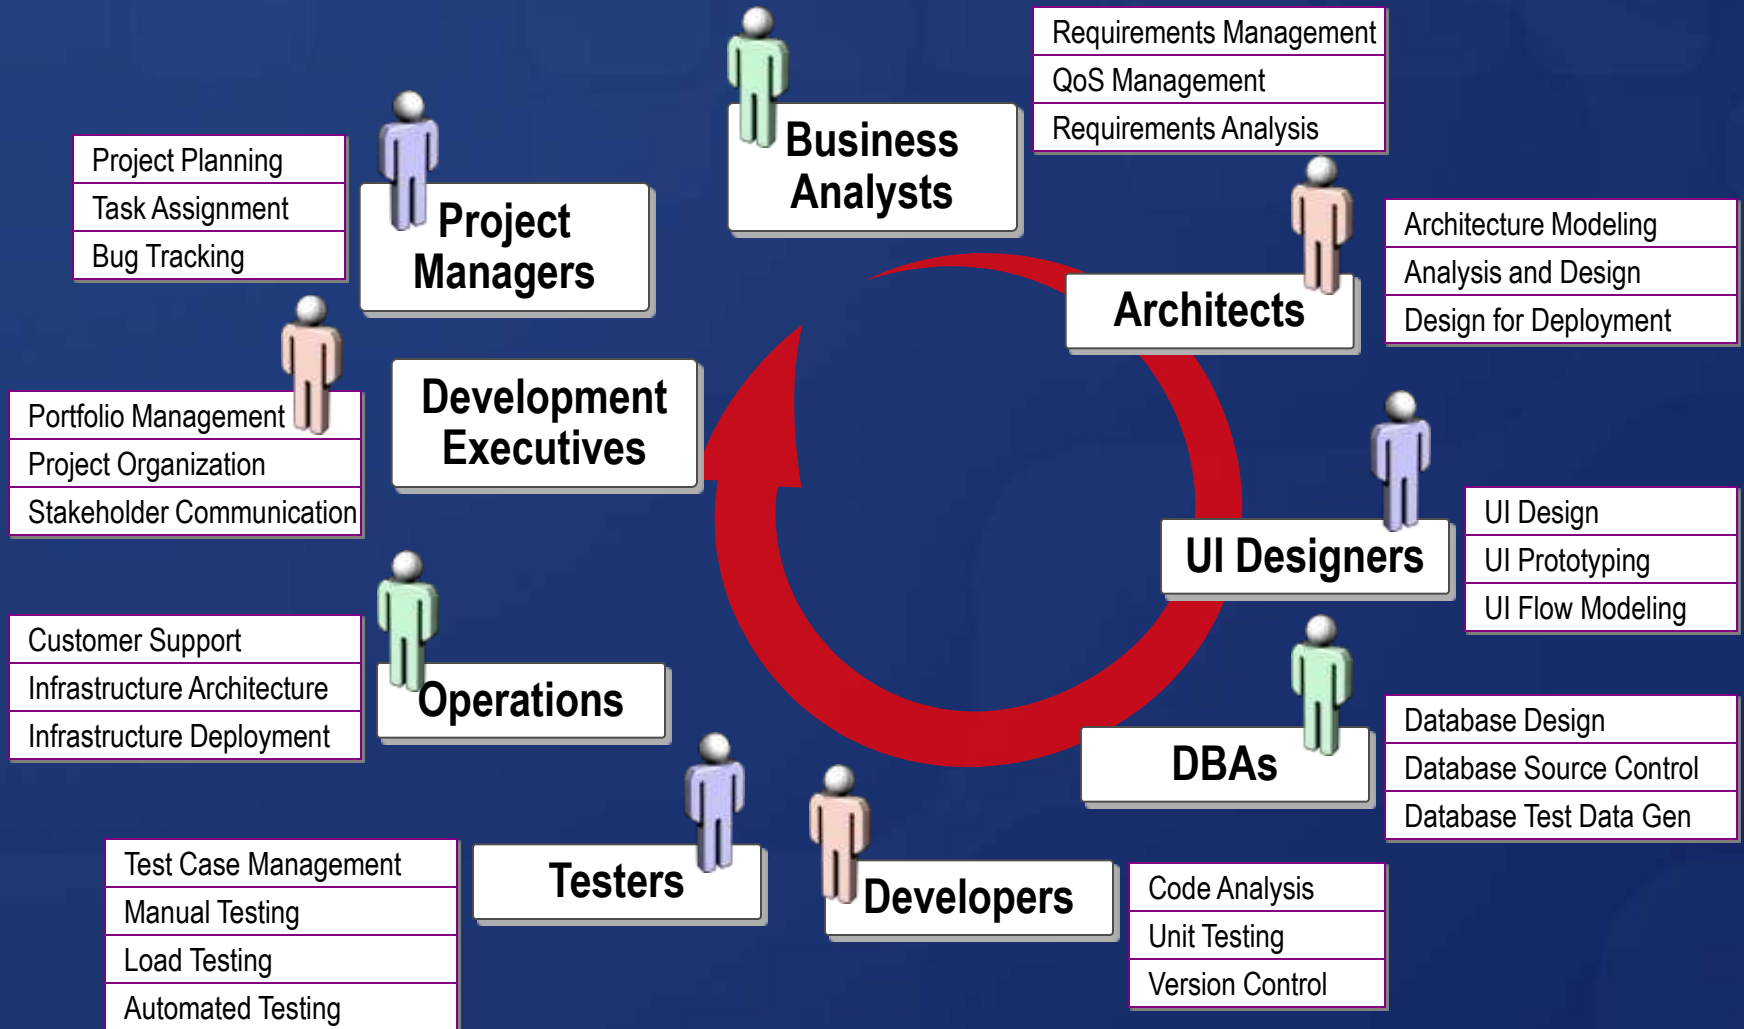 Business
Analysts
Requirements Management
QoS Management
Requirements Analysis
Architects
Architecture Modeling
Analysis and Design
Design for Deployment
UI Designers
UI Design
UI Prototyping
UI Flow Modeling
DBAs
Database Design
Database Source Control
Database Test Data Gen
Developers
Code Analysis
Unit Testing
Version Control
Testers
Test Case Management
Manual Testing
Load Testing
Automated Testing
Operations
Customer Support
Infrastructure Architecture
Infrastructure Deployment
Development
Executives
Portfolio Management
Project Organization
Stakeholder Communication
Project
Managers
Project Planning
Task Assignment
Bug Tracking